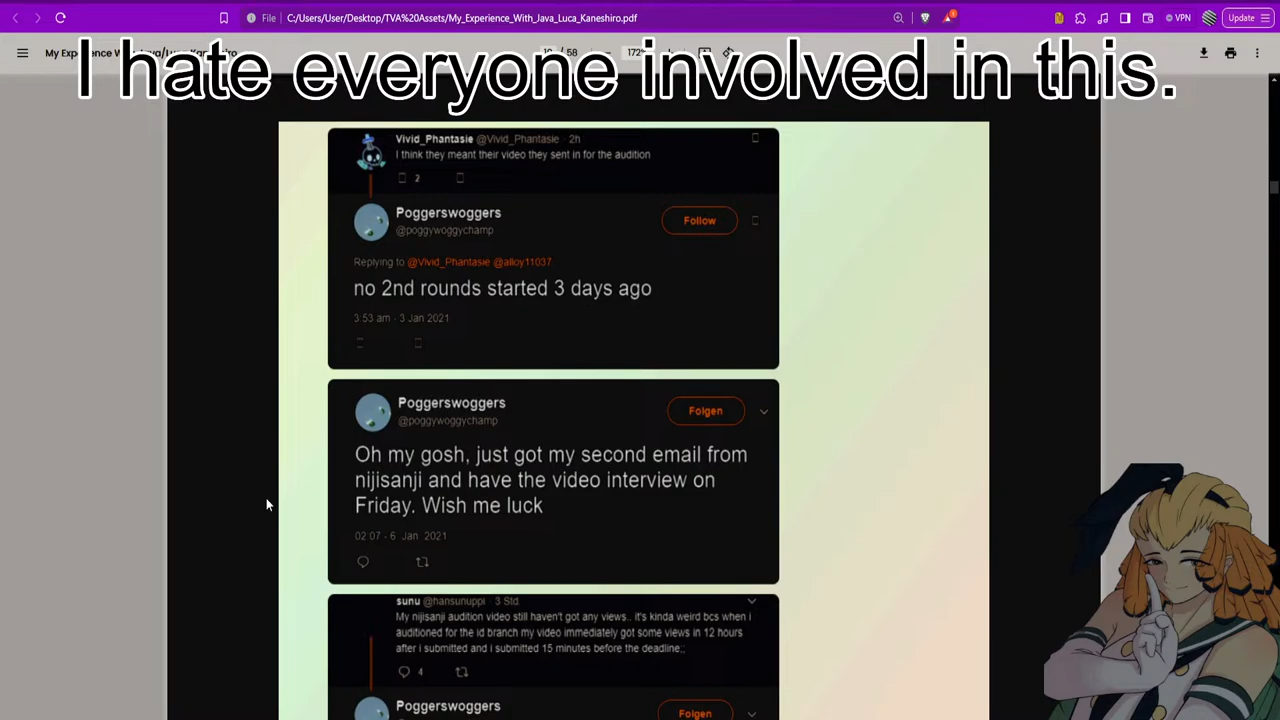 File C:/Users/User/Desktop/TVA%20Assets/My_Experience_With_Java_Luca_Kaneshiro.pdf
VPN
Update
/ 58
172%
I hate everyone involved in this.
Vivid_Phantasie @Vivid_Phantasie · 2h
I think they meant their video they sent in for the audition
2
Poggerswoggers
Follow
@poggywoggychamp
Replying to @Vivid_Phantasie @alloy11037
no 2nd rounds started 3 days ago
3:53 am · 3 Jan 2021
Poggerswoggers
Folgen
@poggywoggychamp
Oh my gosh, just got my second email from
nijisanji and have the video interview on
Friday. Wish me luck
02 07 - 6 Jan 2021
sunu @hansunuppi · 3 Std
My nijisanji audition video still haven't got any views.. it's kinda weird bcs when i
auditioned for the id branch my video immediately got some views in 12 hours
after i submitted and i submitted 15 minutes before the deadline;;
4
Poggerswoggers
Folgen